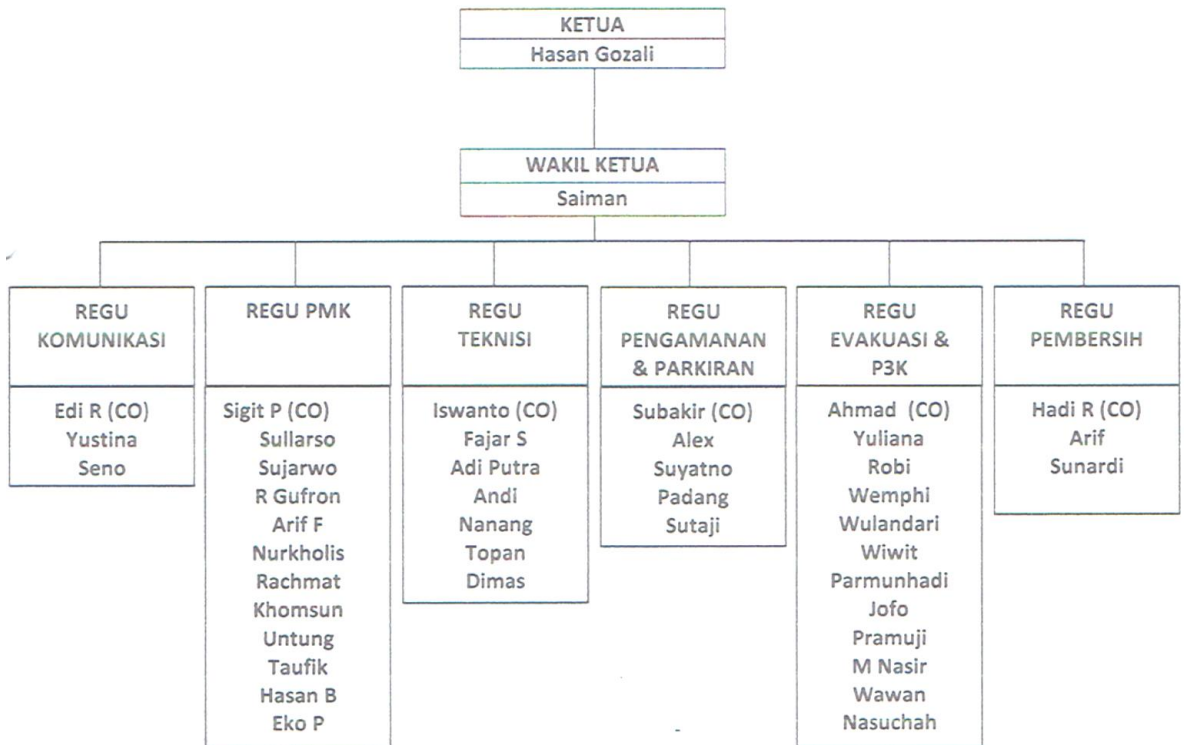 KETUA
Hasan Gozali
WAKIL KETUA
Saiman
REGU
KOMUNIKASI
Edi R (CO)
Yustina
Seno
REGU PMK
Sigit P (CO)
Sullarso
Sujarwo
R Gufron
Arif F
Nurkholis
Rachmat
Khomsun
Untung
Taufik
Hasan B
Eko P
REGU
TEKNISI
Iswanto (CO)
Fajar S
Adi Putra
Andi
Nanang
Topan
Dimas
REGU
PENGAMANAN
& PARKIRAN
Subakir (CO)
Alex
Suyatno
Padang
Sutaji
REGU
EVAKUASI &
P3K
Ahmad (CO)
Yuliana
Robi
Wemphi
Wulandari
Wiwit
Parmunhadi
Jofo
Pramuji
M Nasir
Wawan
Nasuchah
REGU
PEMBERSIH
Hadi R (CO)
Arif
Sunardi